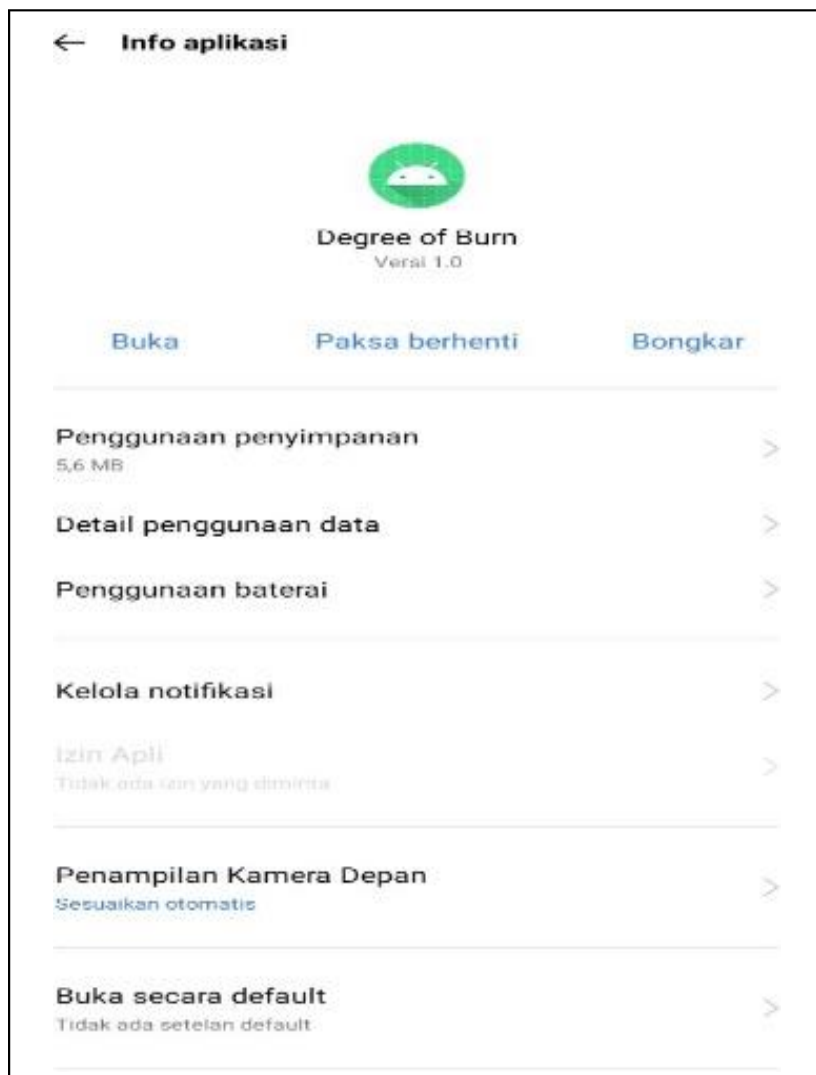 Info aplikasi
Degree of Burn
Versi 1.0
Buka Paksa berhenti Bongkar
Penggunaan penyimpanan
5,6 MB
Detail penggunaan data
Penggunaan baterai
Kelola notifikasi
Izin Apli
Tidak ada izin yang diminta
Penampilan Kamera Depan
Sesuaikan otomatis
Buka secara default
Tidak ada setelan default